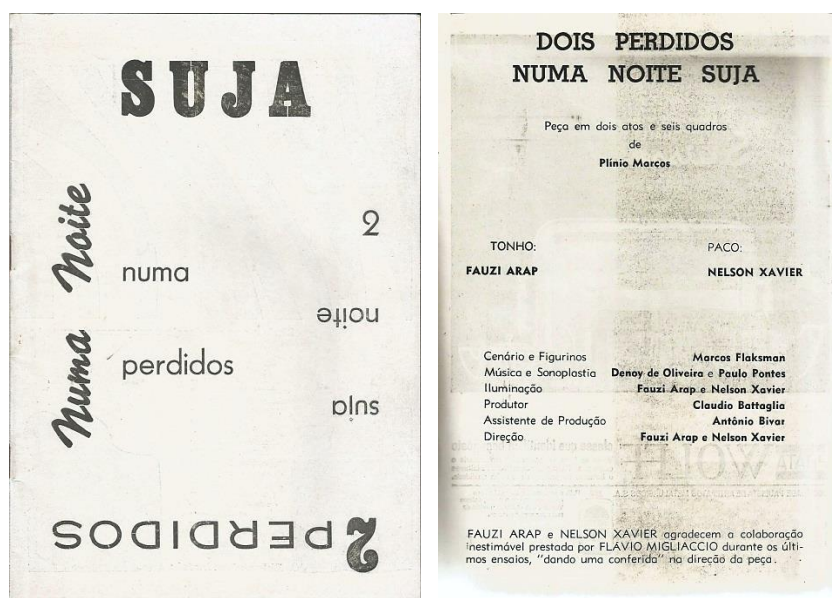 SUJA
Numa Noite
2
numa
noite
perdidos
suja
2 PERDIDOS
DOIS PERDIDOS
NUMA NOITE SUJA
Peça em dois atos e seis quadros
de
Plínio Marcos
TONHO: PACO:
FAUZI ARAP NELSON XAVIER
Cenário e Figurinos Marcos Flaksman
Música e Sonoplastia Denoy de Oliveira e Paulo Pontes
Iluminação Fauzi Arap e Nelson Xavier
Produtor Claudio Battaglia
Assistente de Produção Antônio Bivar
Direção Fauzi Arap e Nelson Xavier
FAUZI ARAP e NELSON XAVIER agradecem a colaboração
inestimável prestada por FLÁVIO MIGLIACCIO durante os últi-
mos ensaios, "dando uma conferida" na direção da peça.